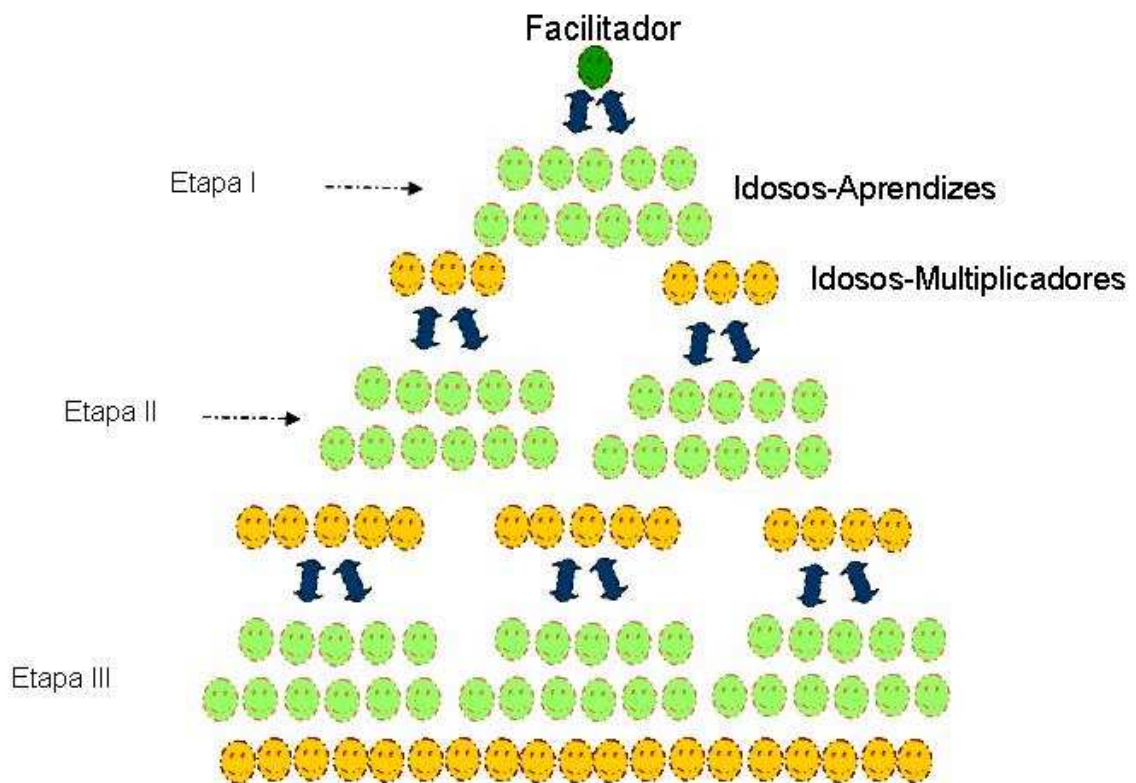 Facilitador
Etapa I
Idosos-Aprendizes
Idosos-Multiplicadores
Etapa II
Etapa III